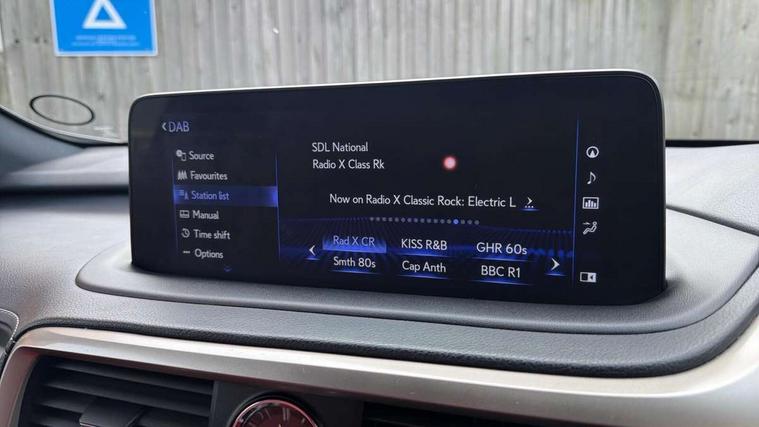 DAB
Source
Favourites
Station list
Manual
Time shift
Options
SDL National
Radio X Class Rk
Now on Radio X Classic Rock: Electric L
Rad X CR KISS R&B GHR 60s
Smth 80s Cap Anth BBC R1